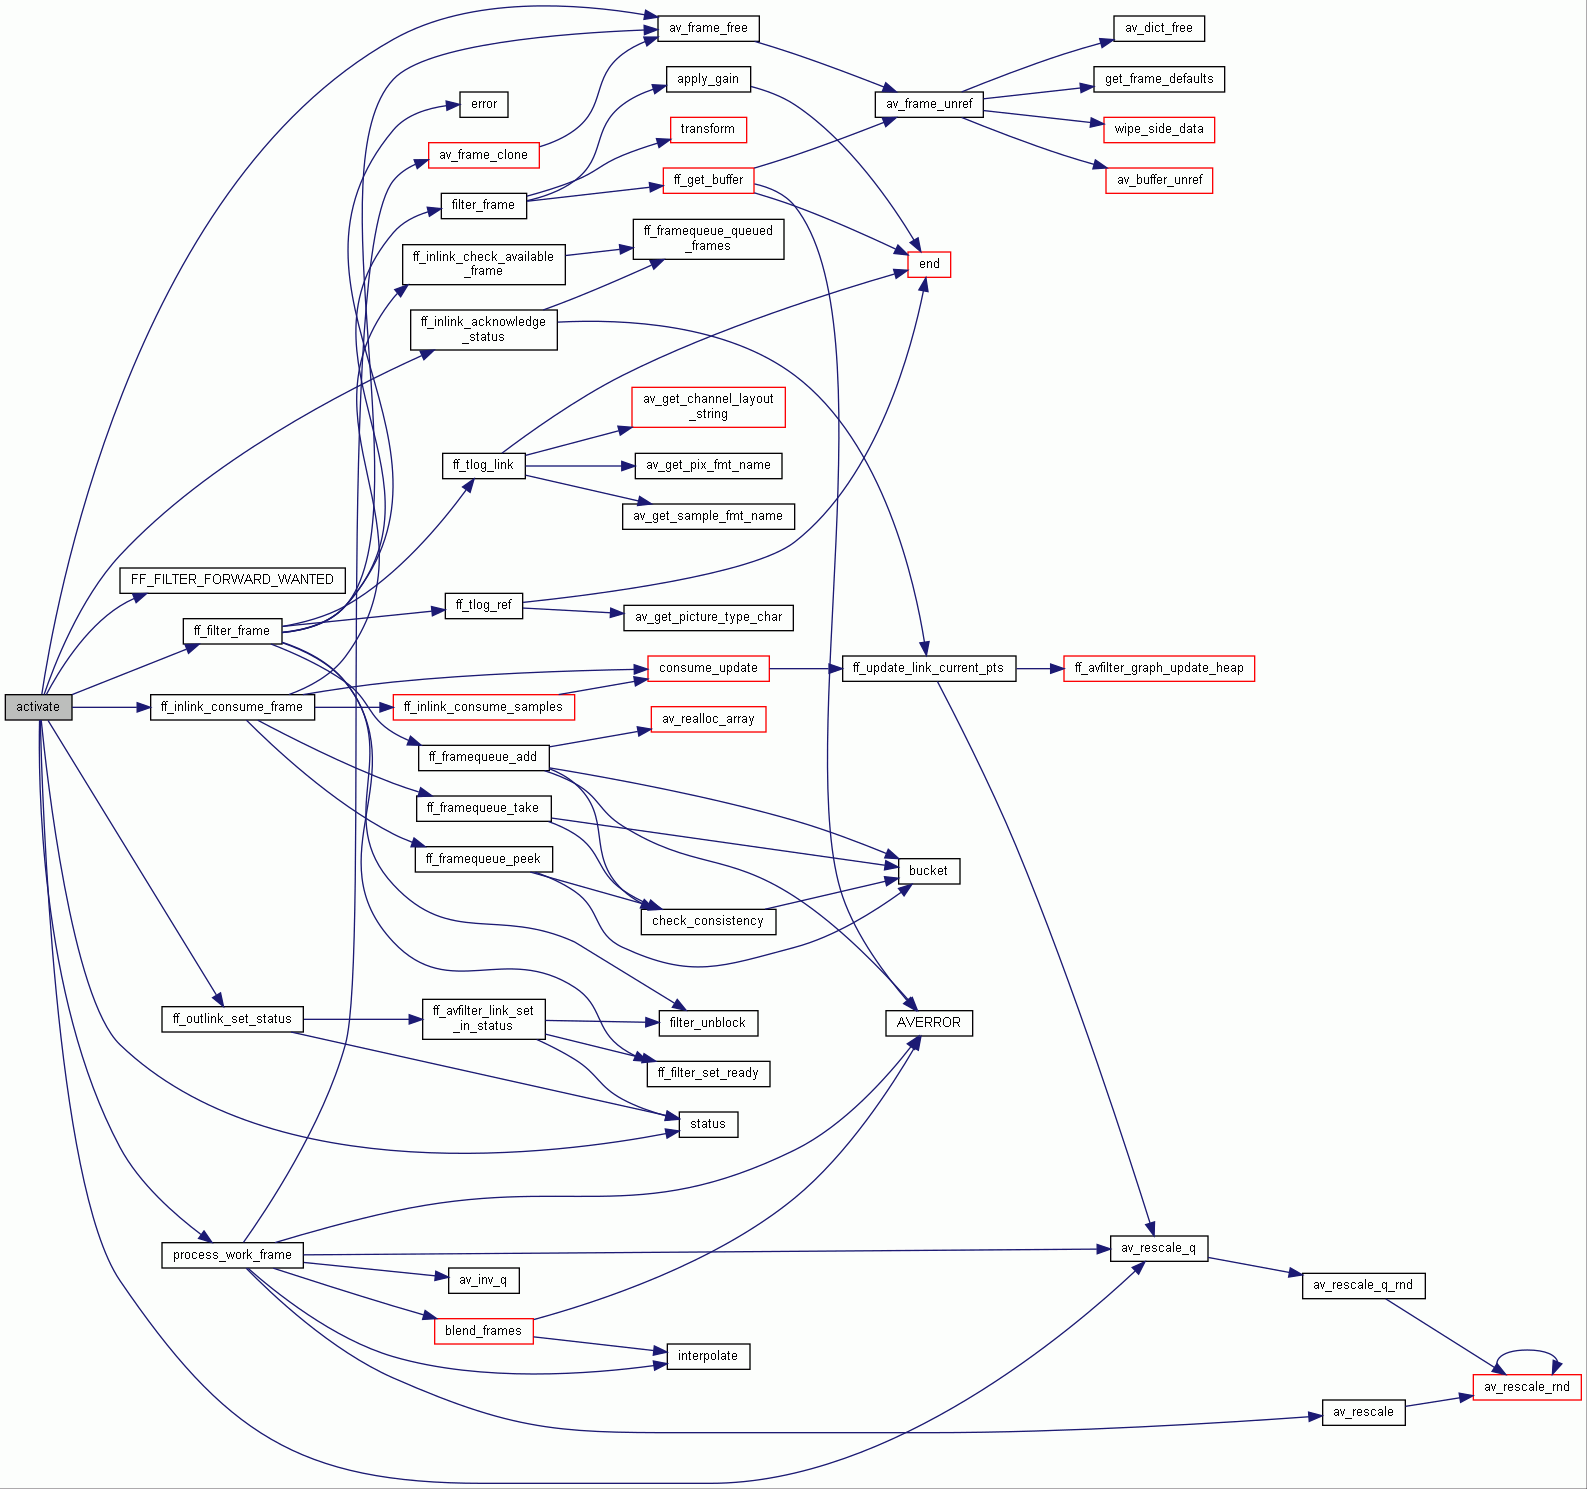 activate
FF_FILTER_FORWARD_WANTED
ff_filter_frame
ff_inlink_consume_frame
ff_outlink_set_status
process_work_frame
error
av_frame_clone
filter_frame
ff_inlink_check_available
_frame
ff_inlink_acknowledge
_status
ff_tlog_link
ff_tlog_ref
ff_inlink_consume_samples
ff_framequeue_add
ff_framequeue_take
ff_framequeue_peek
ff_avfilter_link_set
_in_status
av_inv_q
blend_frames
av_frame_free
apply_gain
transform
ff_get_buffer
ff_framequeue_queued
_frames
av_get_channel_layout
_string
av_get_pix_fmt_name
av_get_sample_fmt_name
av_get_picture_type_char
consume_update
av_realloc_array
check_consistency
filter_unblock
ff_filter_set_ready
status
interpolate
av_frame_unref
end
ff_update_link_current_pts
bucket
AVERROR
av_dict_free
get_frame_defaults
wipe_side_data
av_buffer_unref
ff_avfilter_graph_update_heap
av_rescale_q
av_rescale_q_rnd
av_rescale
av_rescale_rnd